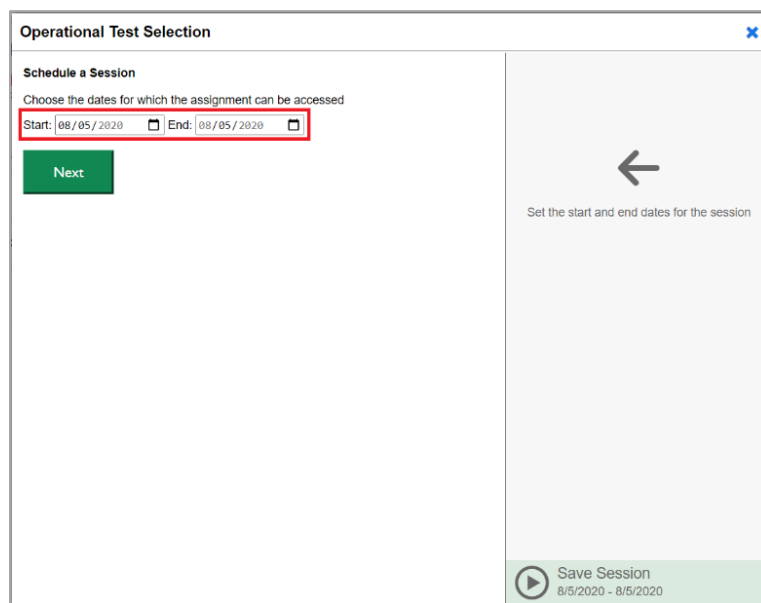 Operational Test Selection
Schedule a Session
Choose the dates for which the assignment can be accessed
Start: 08/05/2020 End: 08/05/2020
Next
Set the start and end dates for the session
Save Session
8/5/2020 - 8/5/2020